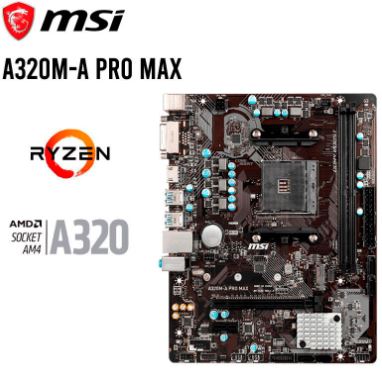 msi
A320M-A PRO MAX
RYZEN
AMD
SOCKET
AM4
A320
msi
A320M-A PRO MAX